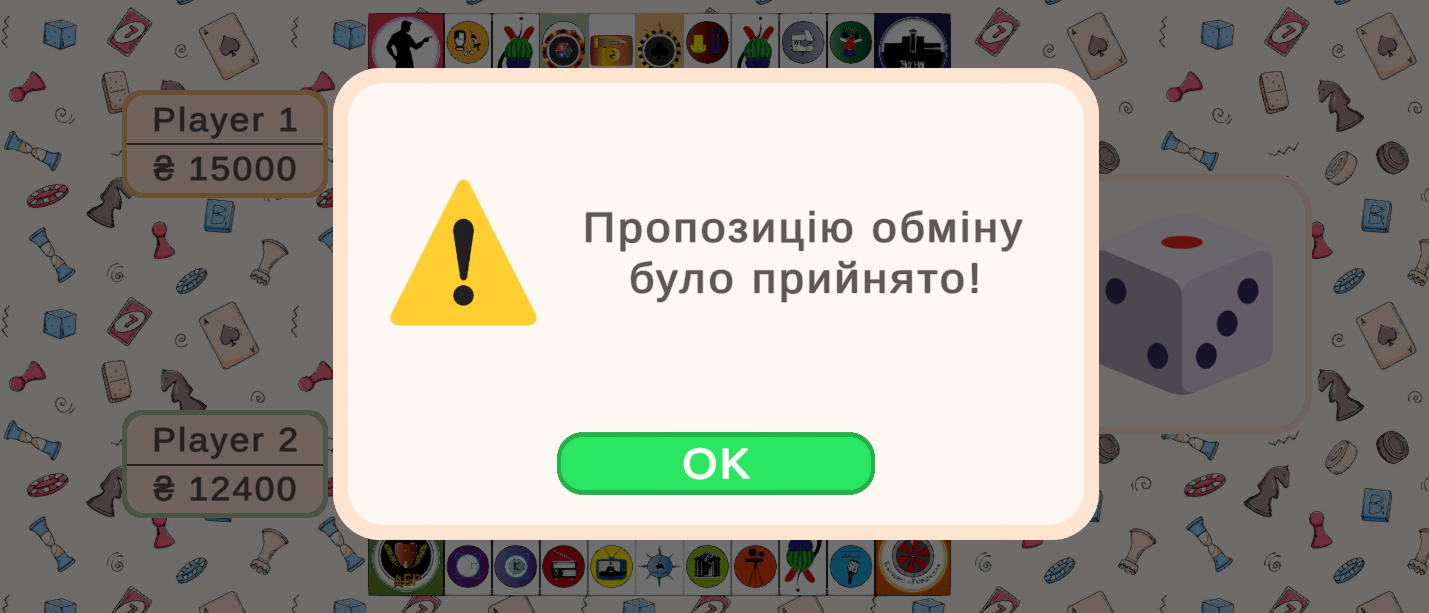 Player 1
₴ 15000
Пропозицію обміну
було прийнято!
Player 2
₴ 12400
OK